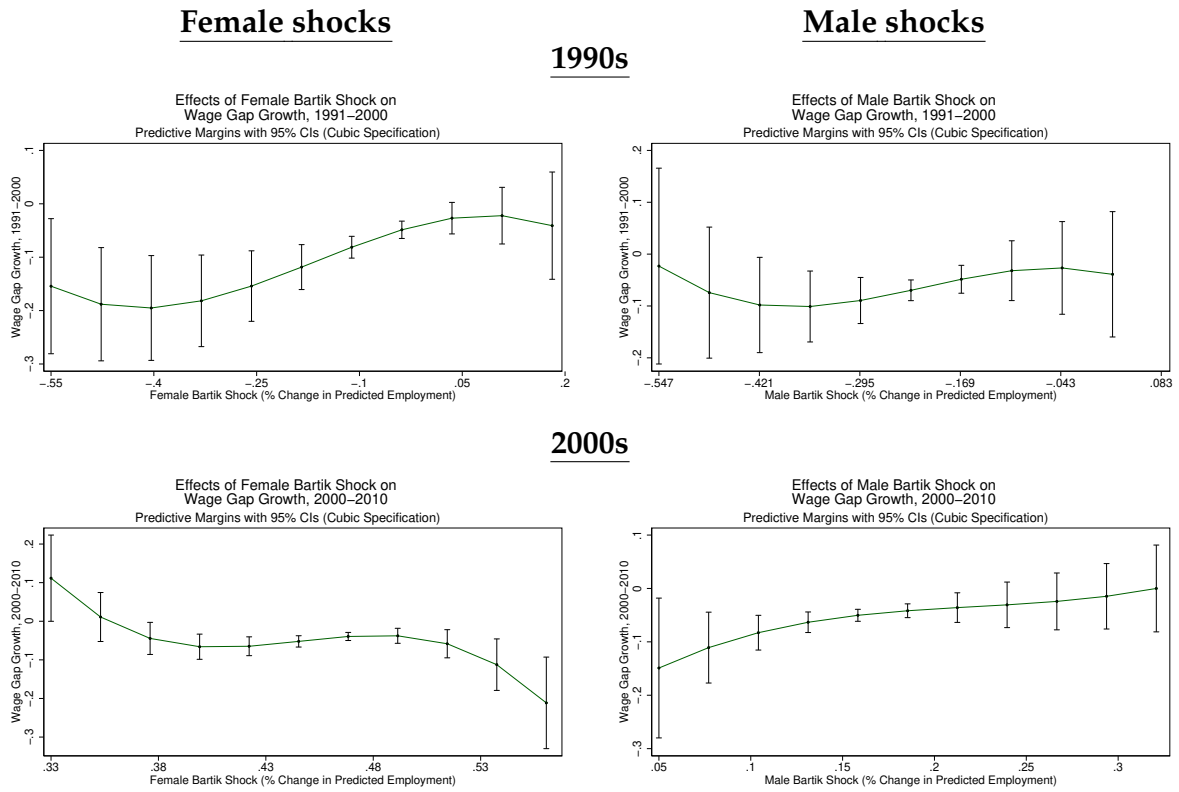 Female shocks
Male shocks
1990s
Effects of Female Bartik Shock on
Wage Gap Growth, 1991−2000
Predictive Margins with 95% CIs (Cubic Specification)
Wage Gap Growth, 1991−2000
.1
0
−.1
−.2
−.3
−.55 −.4 −.25 −.1 .05 .2
Female Bartik Shock (% Change in Predicted Employment)
Effects of Male Bartik Shock on
Wage Gap Growth, 1991−2000
Predictive Margins with 95% CIs (Cubic Specification)
Wage Gap Growth, 1991−2000
.2
.1
0
−.1
−.2
−.547 −.421 −.295 −.169 −.043 .083
Male Bartik Shock (% Change in Predicted Employment)
2000s
Effects of Female Bartik Shock on
Wage Gap Growth, 2000−2010
Predictive Margins with 95% CIs (Cubic Specification)
Wage Gap Growth, 2000−2010
.2
.1
0
−.1
−.2
−.3
.33 .38 .43 .48 .53
Female Bartik Shock (% Change in Predicted Employment)
Effects of Male Bartik Shock on
Wage Gap Growth, 2000−2010
Predictive Margins with 95% CIs (Cubic Specification)
Wage Gap Growth, 2000−2010
.1
0
−.1
−.2
−.3
.05 .1 .15 .2 .25 .3
Male Bartik Shock (% Change in Predicted Employment)